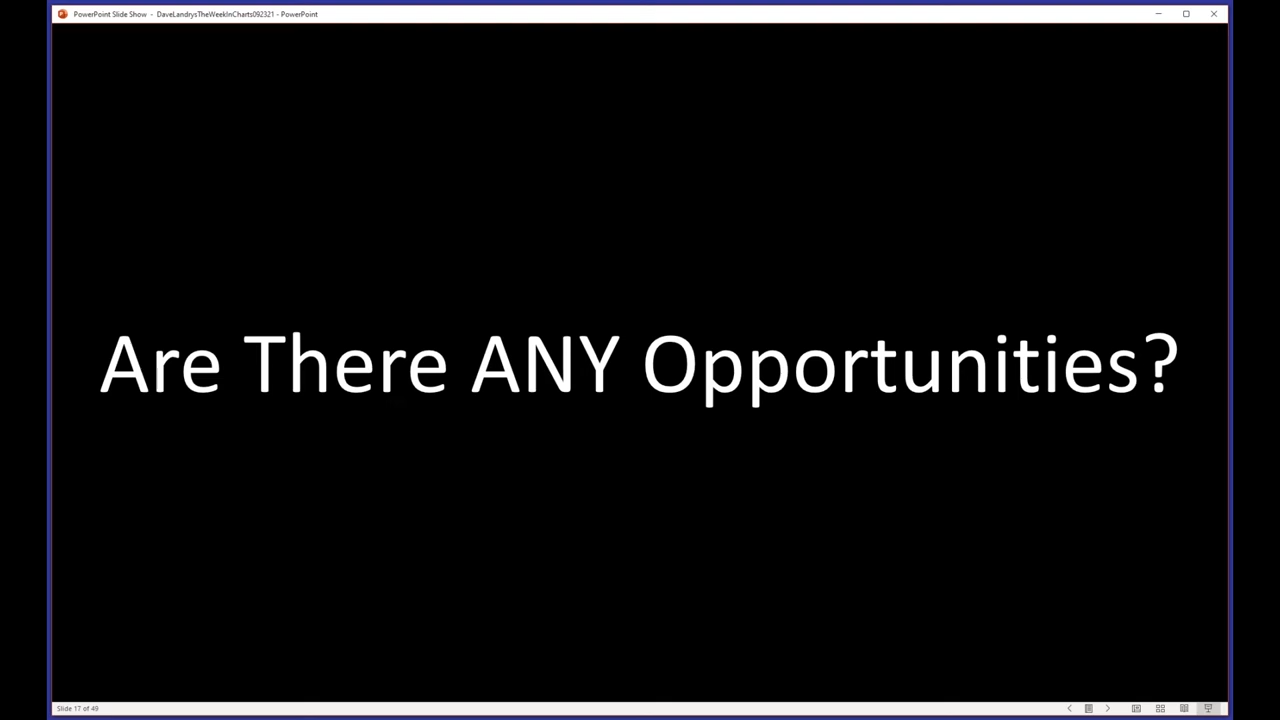 PowerPoint Slide Show - DaveLandrysTheWeekInCharts092321 - PowerPoint
Are There ANY Opportunities?
Slide 17 of 49